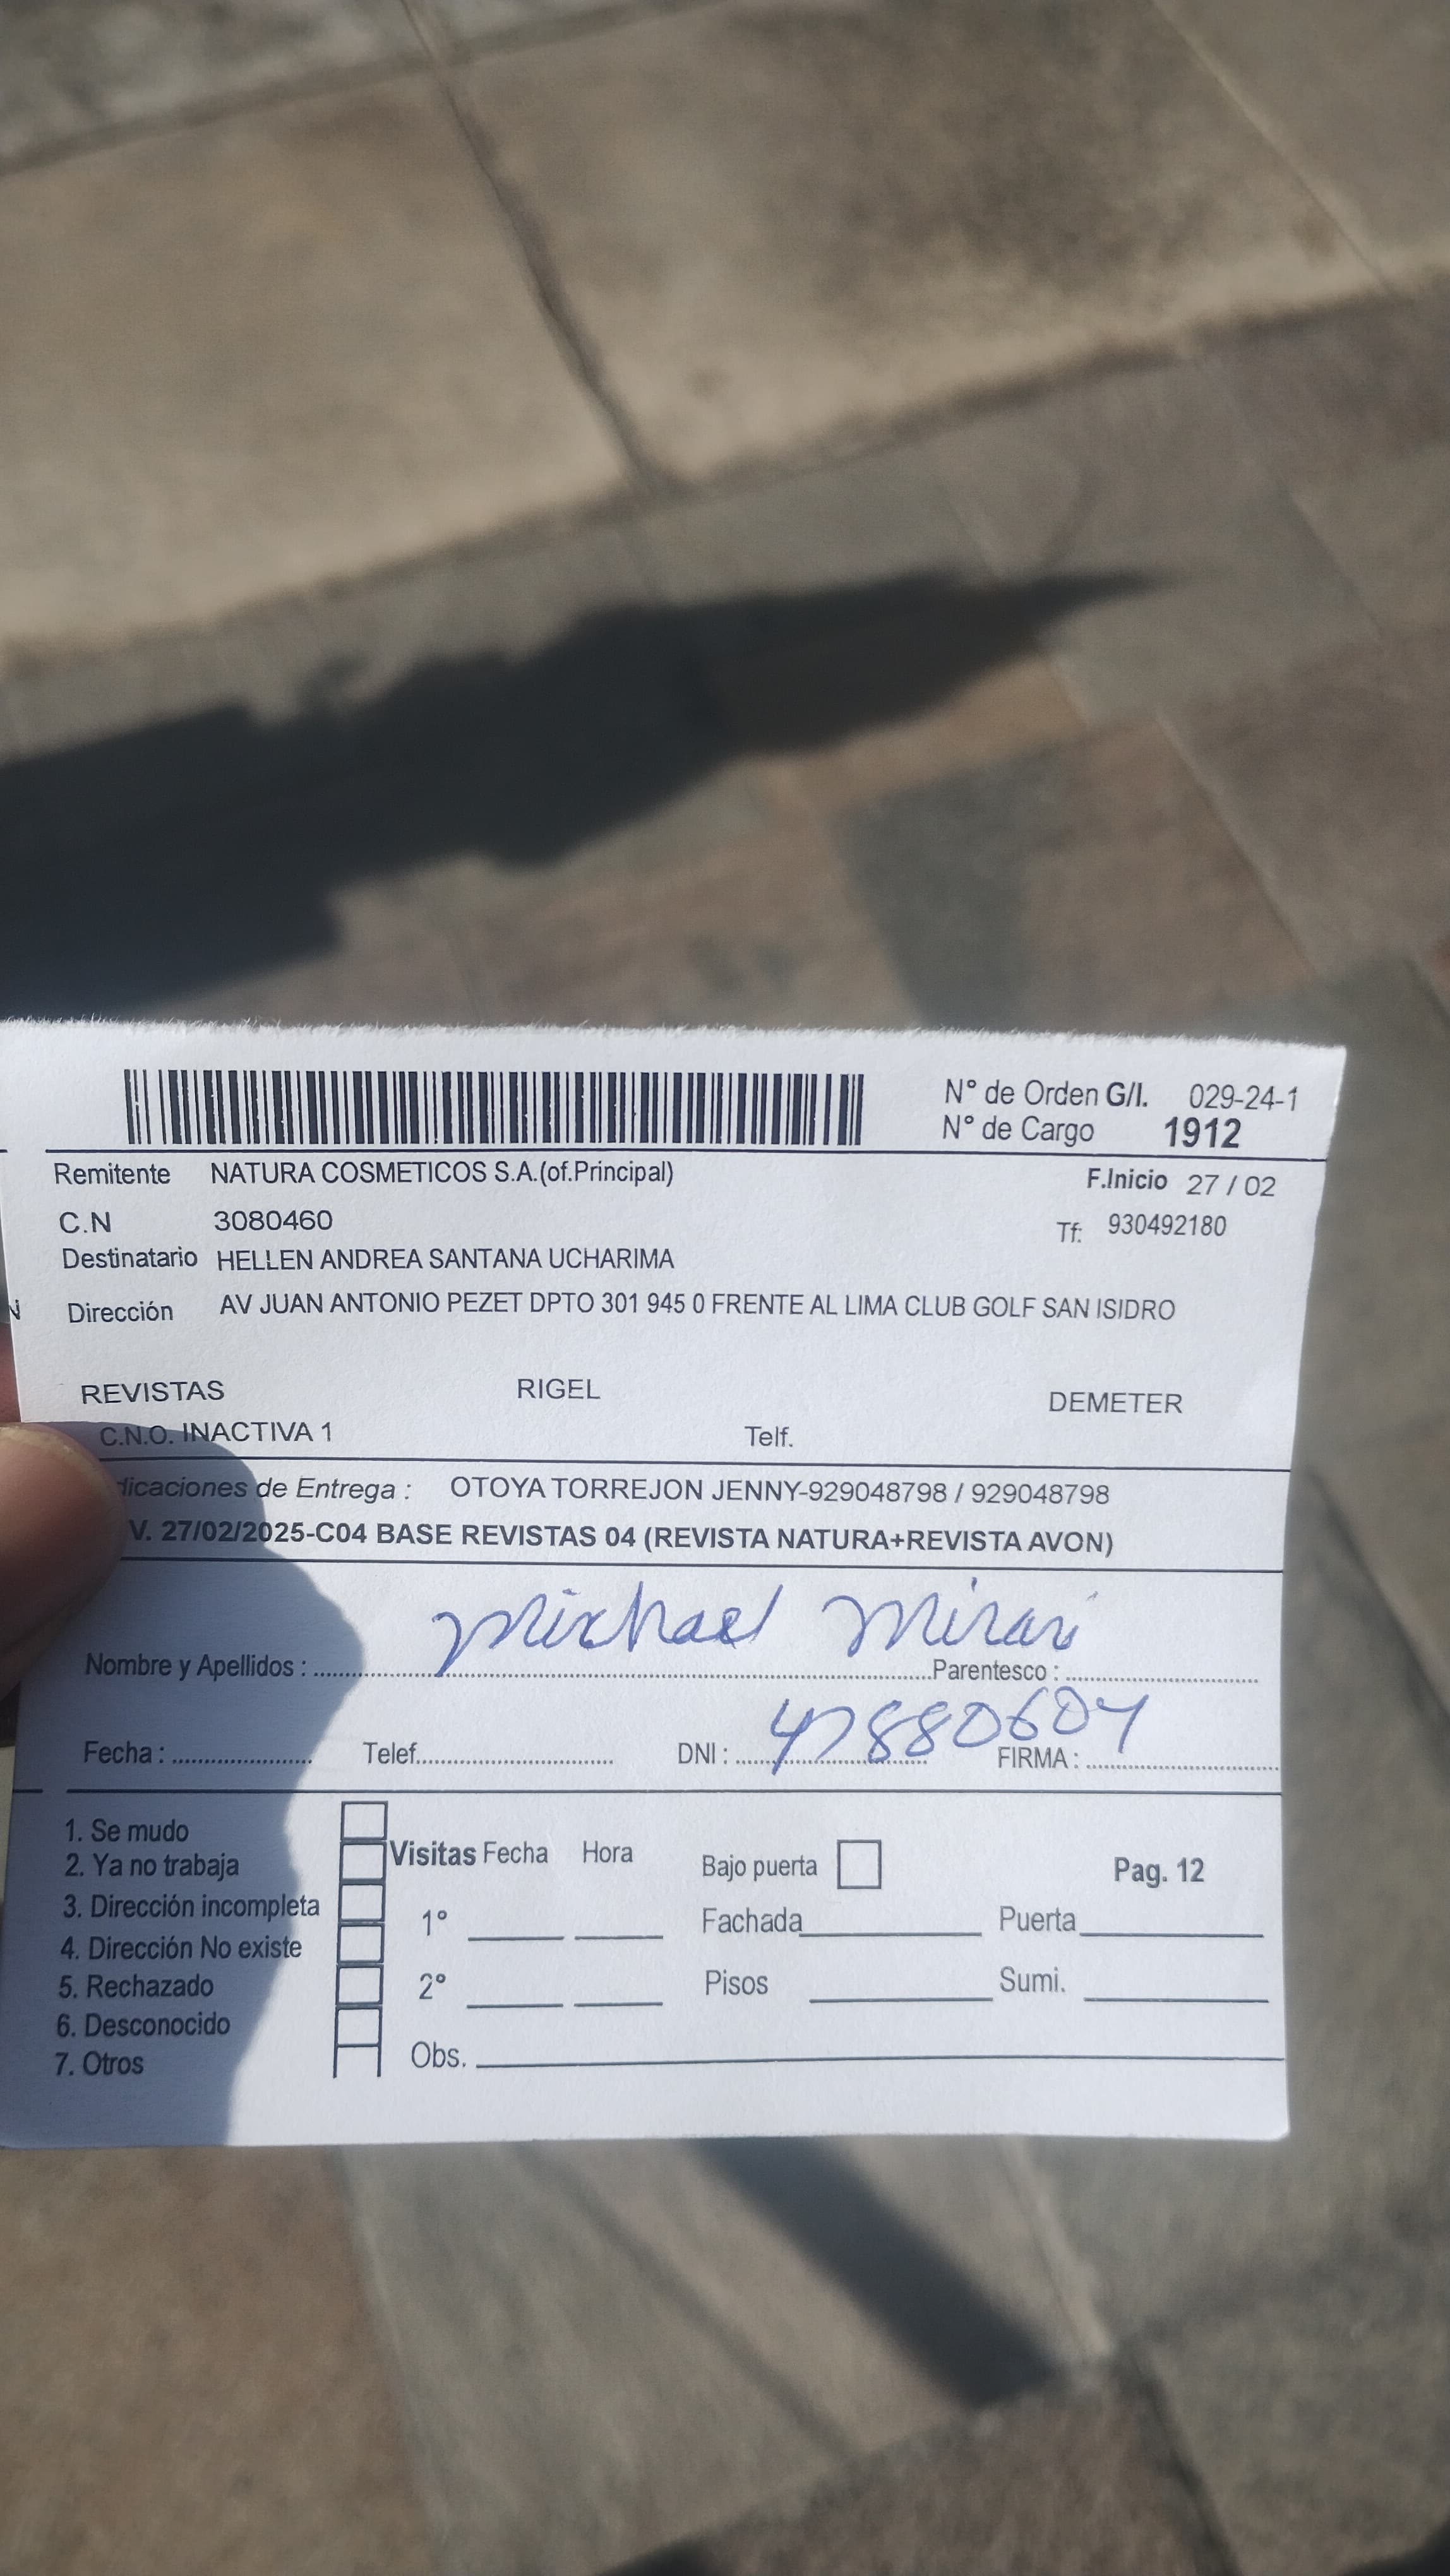 N° de Orden G/I. 029-24-1
N° de Cargo 1912
Remitente NATURA COSMETICOS S.A.(of.Principal) F.Inicio 27 / 02
C.N 3080460 Tf: 930492180
Destinatario HELLEN ANDREA SANTANA UCHARIMA
Dirección AV JUAN ANTONIO PEZET DPTO 301 945 0 FRENTE AL LIMA CLUB GOLF SAN ISIDRO
REVISTAS RIGEL DEMETER
C.N.O. INACTIVA 1 Telf.
dicaciones de Entrega : OTOYA TORREJON JENNY-929048798 / 929048798
V. 27/02/2025-C04 BASE REVISTAS 04 (REVISTA NATURA+REVISTA AVON)
Michael
Nombre y Apellidos : Parentesco :
47880604
Fecha : Telef. DNI : FIRMA :
1. Se mudo
2. Ya no trabaja
3. Dirección incompleta
4. Dirección No existe
5. Rechazado
6. Desconocido
7. Otros
Visitas Fecha Hora
1°
2°
Obs.
Bajo puerta Pag. 12
Fachada Puerta
Pisos Sumi.